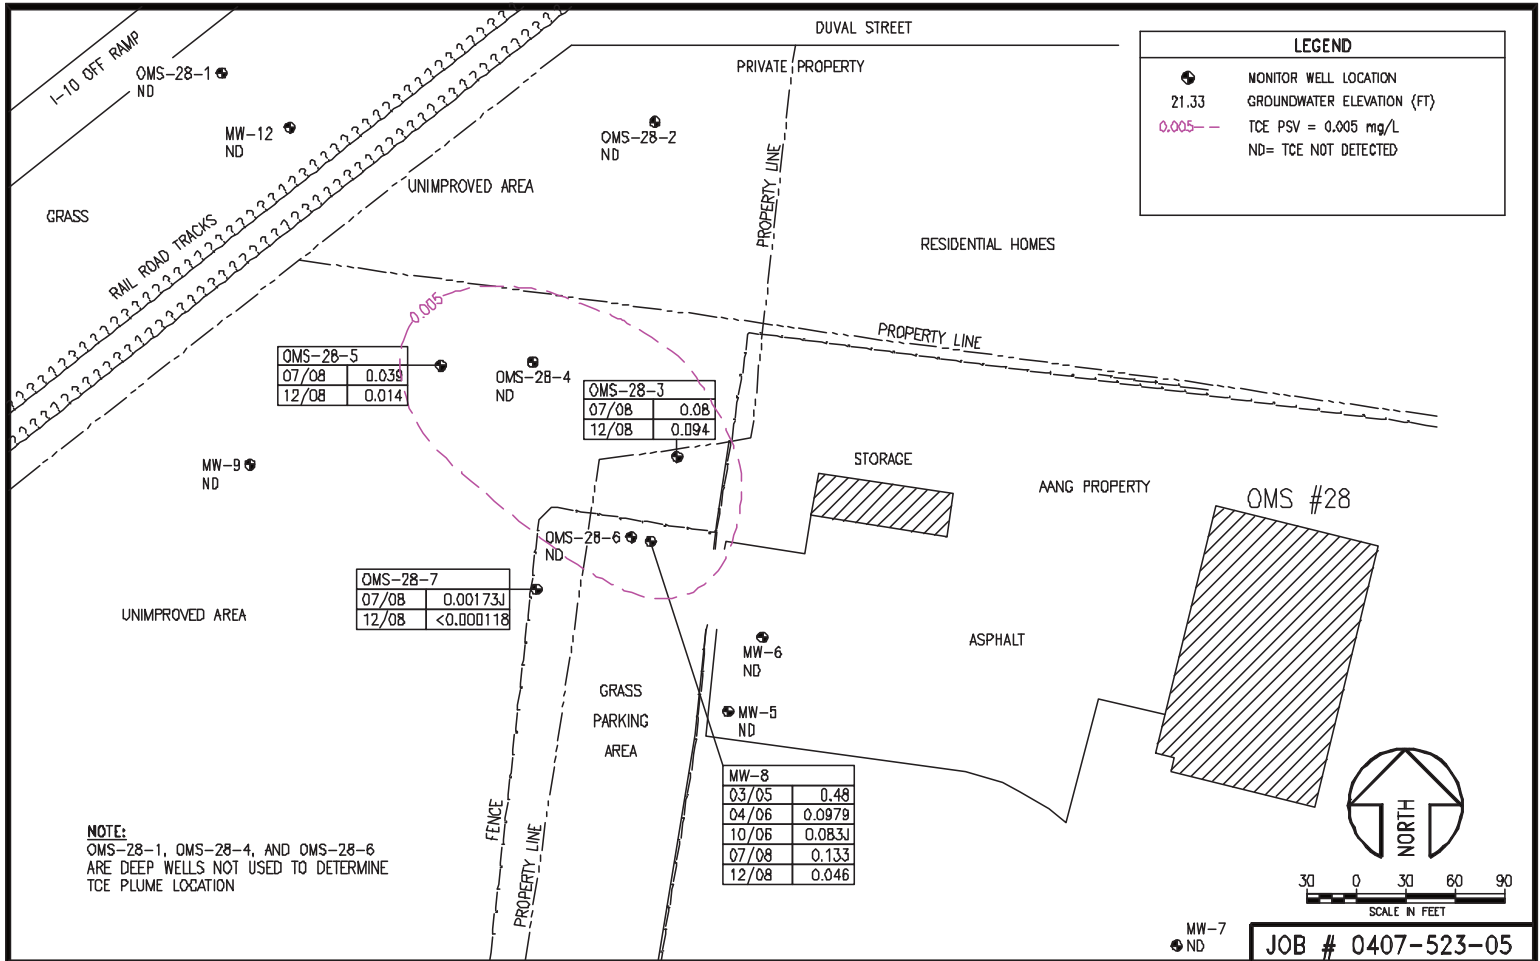 DUVAL STREET
I-10 OFF RAMP
OMS-28-1
ND
MW-12
ND
PRIVATE PROPERTY
OMS-28-2
ND
LEGEND
MONITOR WELL LOCATION
21.33 GROUNDWATER ELEVATION (FT)
0.005 TCE PSV = 0.005 mg/L
ND= TCE NOT DETECTED
UNIMPROVED AREA
PROPERTY LINE
GRASS
RAIL ROAD TRACKS
RESIDENTIAL HOMES
0.005
PROPERTY LINE
OMS-28-5
07/08 0.039
12/08 0.014
OMS-28-4
ND
OMS-28-3
07/08 0.08
12/08 0.094
MW-9
ND
STORAGE
AANG PROPERTY
OMS #28
OMS-28-6
ND
OMS-28-7
07/08 0.00173J
12/08 <0.000118
UNIMPROVED AREA
MW-6
ND
ASPHALT
GRASS
PARKING
AREA
MW-5
ND
MW-8
03/05 0.48
04/06 0.0979
10/06 0.083J
07/08 0.133
12/08 0.046
FENCE
PROPERTY LINE
NOTE:
OMS-28-1, OMS-28-4, AND OMS-28-6
ARE DEEP WELLS NOT USED TO DETERMINE
TCE PLUME LOCATION
NORTH
30 0 30 60 90
SCALE IN FEET
MW-7
ND
JOB # 0407-523-05